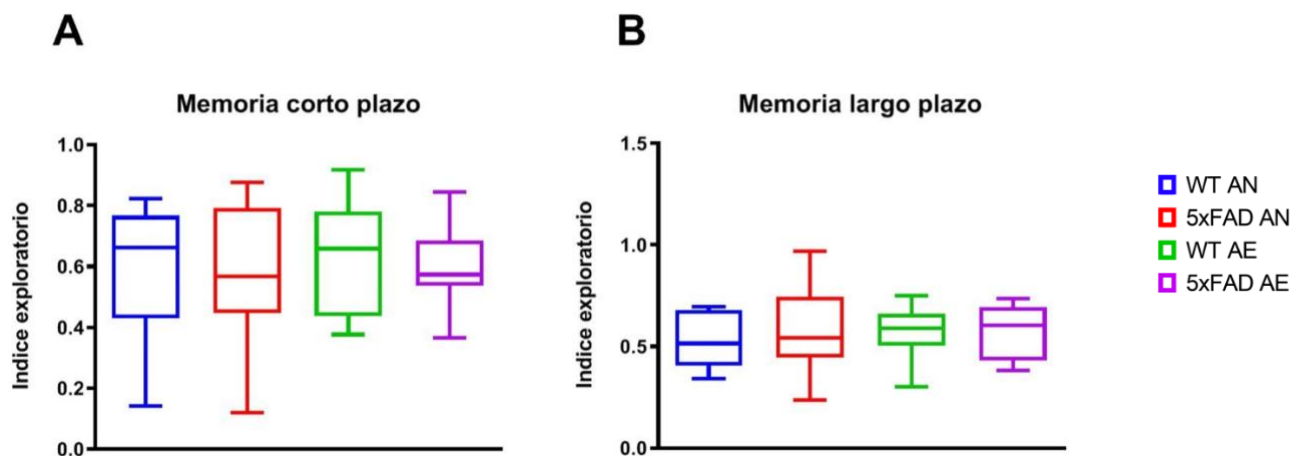 A
Memoria corto plazo
Indice exploratorio
1.0
0.8
0.6
0.4
0.2
0.0
B
Memoria largo plazo
Indice exploratorio
1.5
1.0
0.5
0.0
WT AN
5xFAD AN
WT AE
5xFAD AE